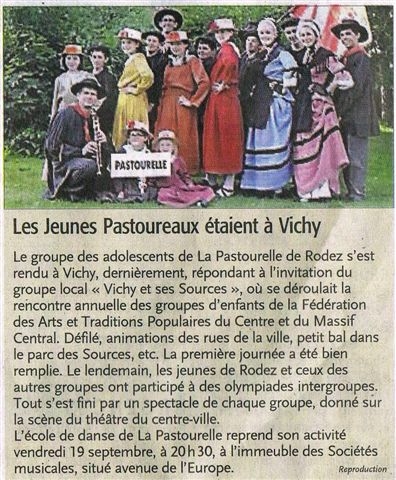 PASTOURELLE
Les Jeunes Pastoureaux étaient à Vichy
Le groupe des adolescents de La Pastourelle de Rodez s'est
rendu à Vichy, dernièrement, répondant à l'invitation du
groupe local « Vichy et ses Sources », où se déroulait la
rencontre annuelle des groupes d'enfants de la Fédération
des Arts et Traditions Populaires du Centre et du Massif
Central. Défilé, animations des rues de la ville, petit bal dans
le parc des Sources, etc. La première journée a été bien
remplie. Le lendemain, les jeunes de Rodez et ceux des
autres groupes ont participé à des olympiades intergroupes.
Tout s'est fini par un spectacle de chaque groupe, donné sur
la scène du théâtre du centre-ville.
L'école de danse de La Pastourelle reprend son activité
vendredi 19 septembre, à 20h30, à l'immeuble des Sociétés
musicales, situé avenue de l'Europe.
Reproduction